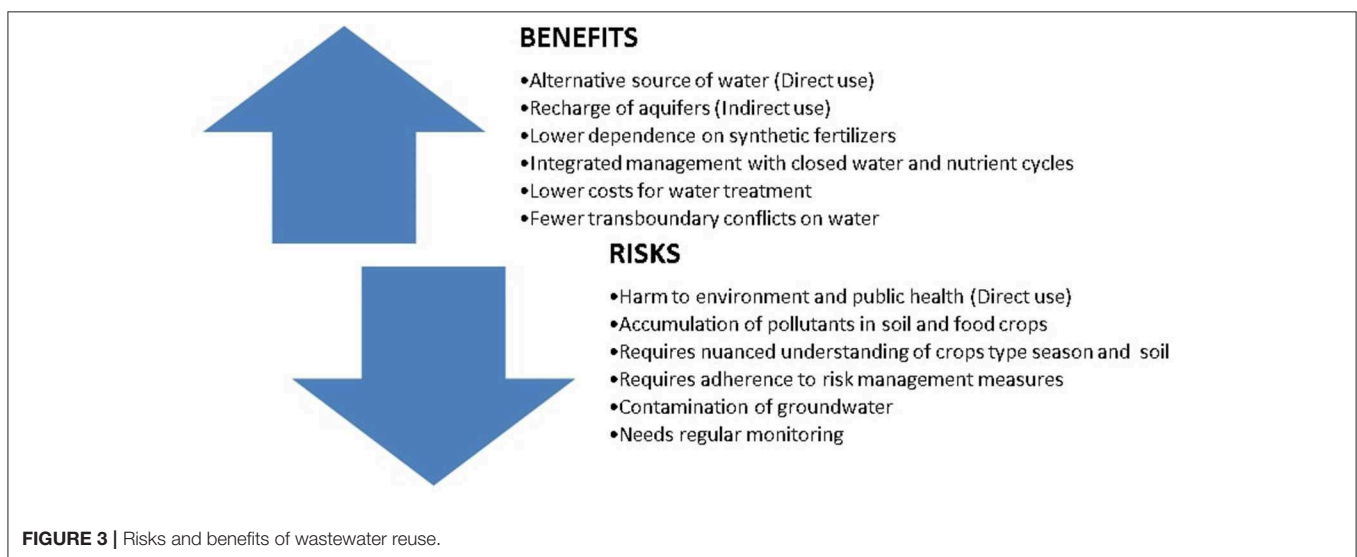 BENEFITS
•Alternative source of water (Direct use)
•Recharge of aquifers (Indirect use)
•Lower dependence on synthetic fertilizers
•Integrated management with closed water and nutrient cycles
•Lower costs for water treatment
•Fewer transboundary conflicts on water
RISKS
•Harm to environment and public health (Direct use)
•Accumulation of pollutants in soil and food crops
•Requires nuanced understanding of crops type season and soil
•Requires adherence to risk management measures
•Contamination of groundwater
•Needs regular monitoring
FIGURE 3 | Risks and benefits of wastewater reuse.